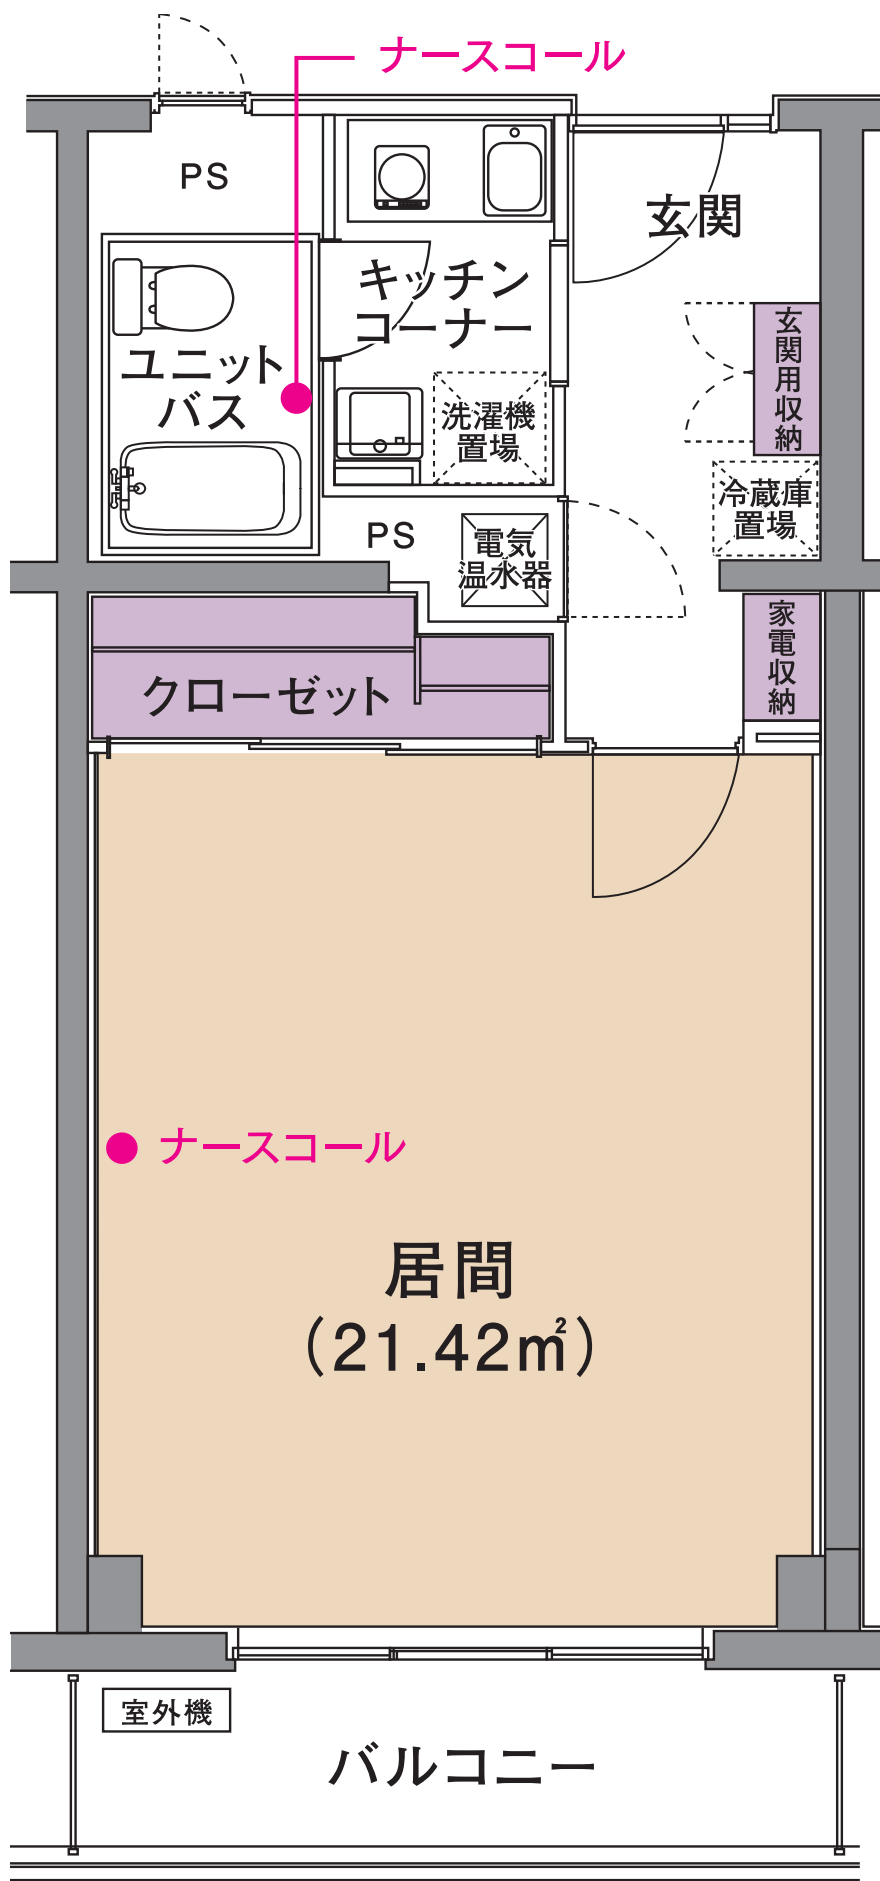 ナースコール
PS
玄関
キッチン
コーナー
玄関用収納
ユニット
バス
洗濯機
置場
冷蔵庫
置場
PS
電気
温水器
家電収納
クローゼット
ナースコール
居間
(21.42㎡)
室外機
バルコニー